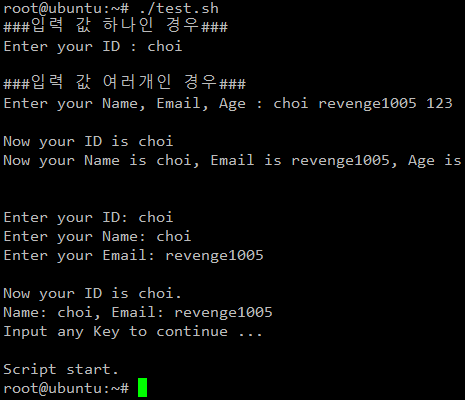 root@ubuntu:~# ./test.sh
###입력 값 하나인 경우###
Enter your ID : choi
###입력 값 여러개인 경우###
Enter your Name, Email, Age : choi revenge1005 123
Now your ID is choi
Now your Name is choi, Email is revenge1005, Age is
Enter your ID: choi
Enter your Name: choi
Enter your Email: revenge1005
Now your ID is choi.
Name: choi, Email: revenge1005
Input any Key to continue ...
Script start.
root@ubuntu:~#